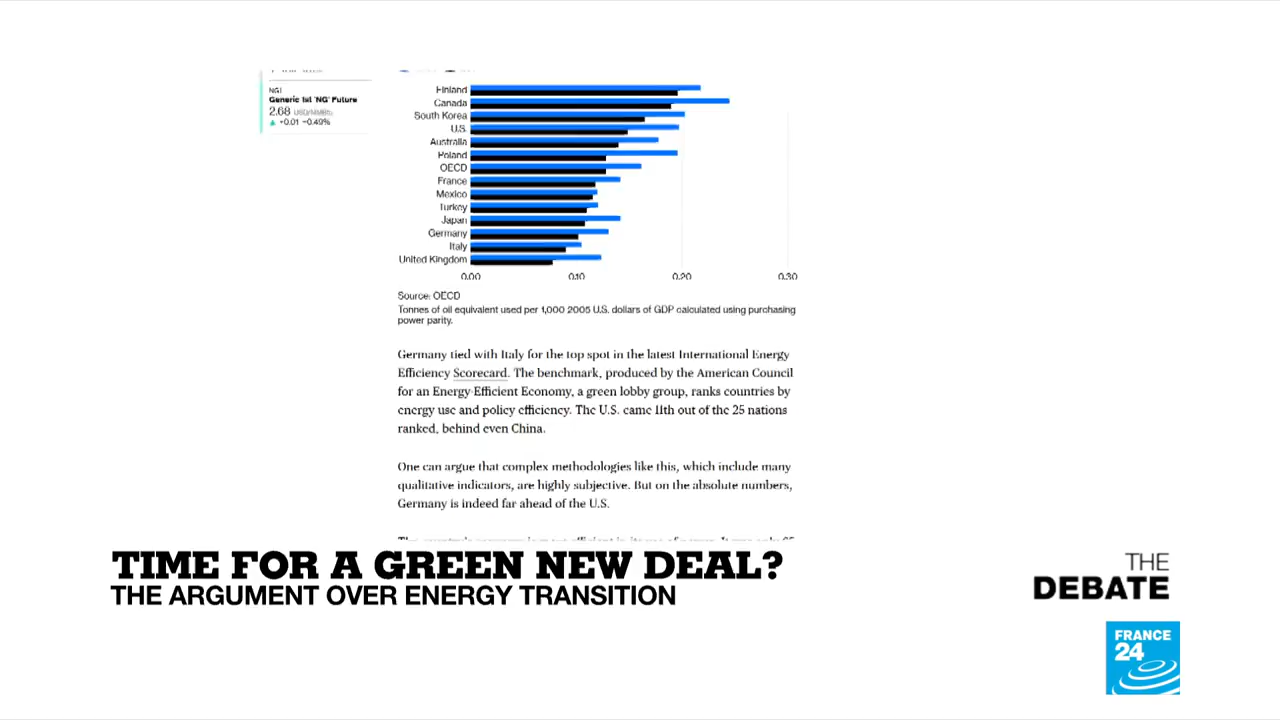 NG1
Generic 1st 'NG' Future
2.68 USD/MMBtu
+0.01 +0.49%
Finland
Canada
South Korea
U.S.
Australia
Poland
OECD
France
Mexico
Turkey
Japan
Germany
Italy
United Kingdom
0.00 0.10 0.20 0.30
Source: OECD
Tonnes of oil equivalent used per 1,000 2005 U.S. dollars of GDP calculated using purchasing
power parity.
Germany tied with Italy for the top spot in the latest International Energy
Efficiency Scorecard. The benchmark, produced by the American Council
for an Energy-Efficient Economy, a green lobby group, ranks countries by
energy use and policy efficiency. The U.S. came 11th out of the 25 nations
ranked, behind even China.
One can argue that complex methodologies like this, which include many
qualitative indicators, are highly subjective. But on the absolute numbers,
Germany is indeed far ahead of the U.S.
TIME FOR A GREEN NEW DEAL?
THE ARGUMENT OVER ENERGY TRANSITION
THE
DEBATE
FRANCE
24